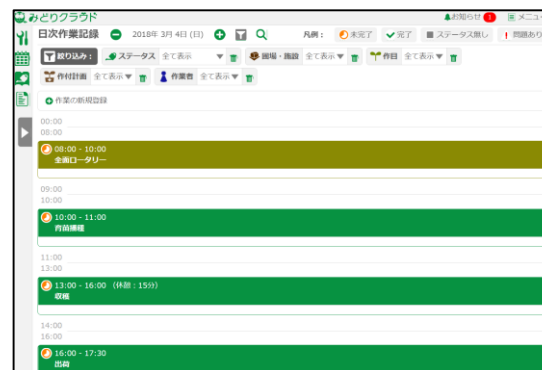 みどりクラウド
お知らせ 1 メニュー
日次作業記録 2018年 3月 4日 (日) 凡例： 未完了 完了 ステータス無し 問題あり
絞り込み： ステータス 全て表示 圃場・施設 全て表示 作目 全て表示
作付計画 全て表示 作業者 全て表示
作業の新規登録
00:00
08:00
08:00 - 10:00
全面ロータリー
09:00
10:00
10:00 - 11:00
育苗播種
11:00
13:00
13:00 - 16:00 （休憩：15分）
収穫
14:00
16:00
16:00 - 17:30
出荷